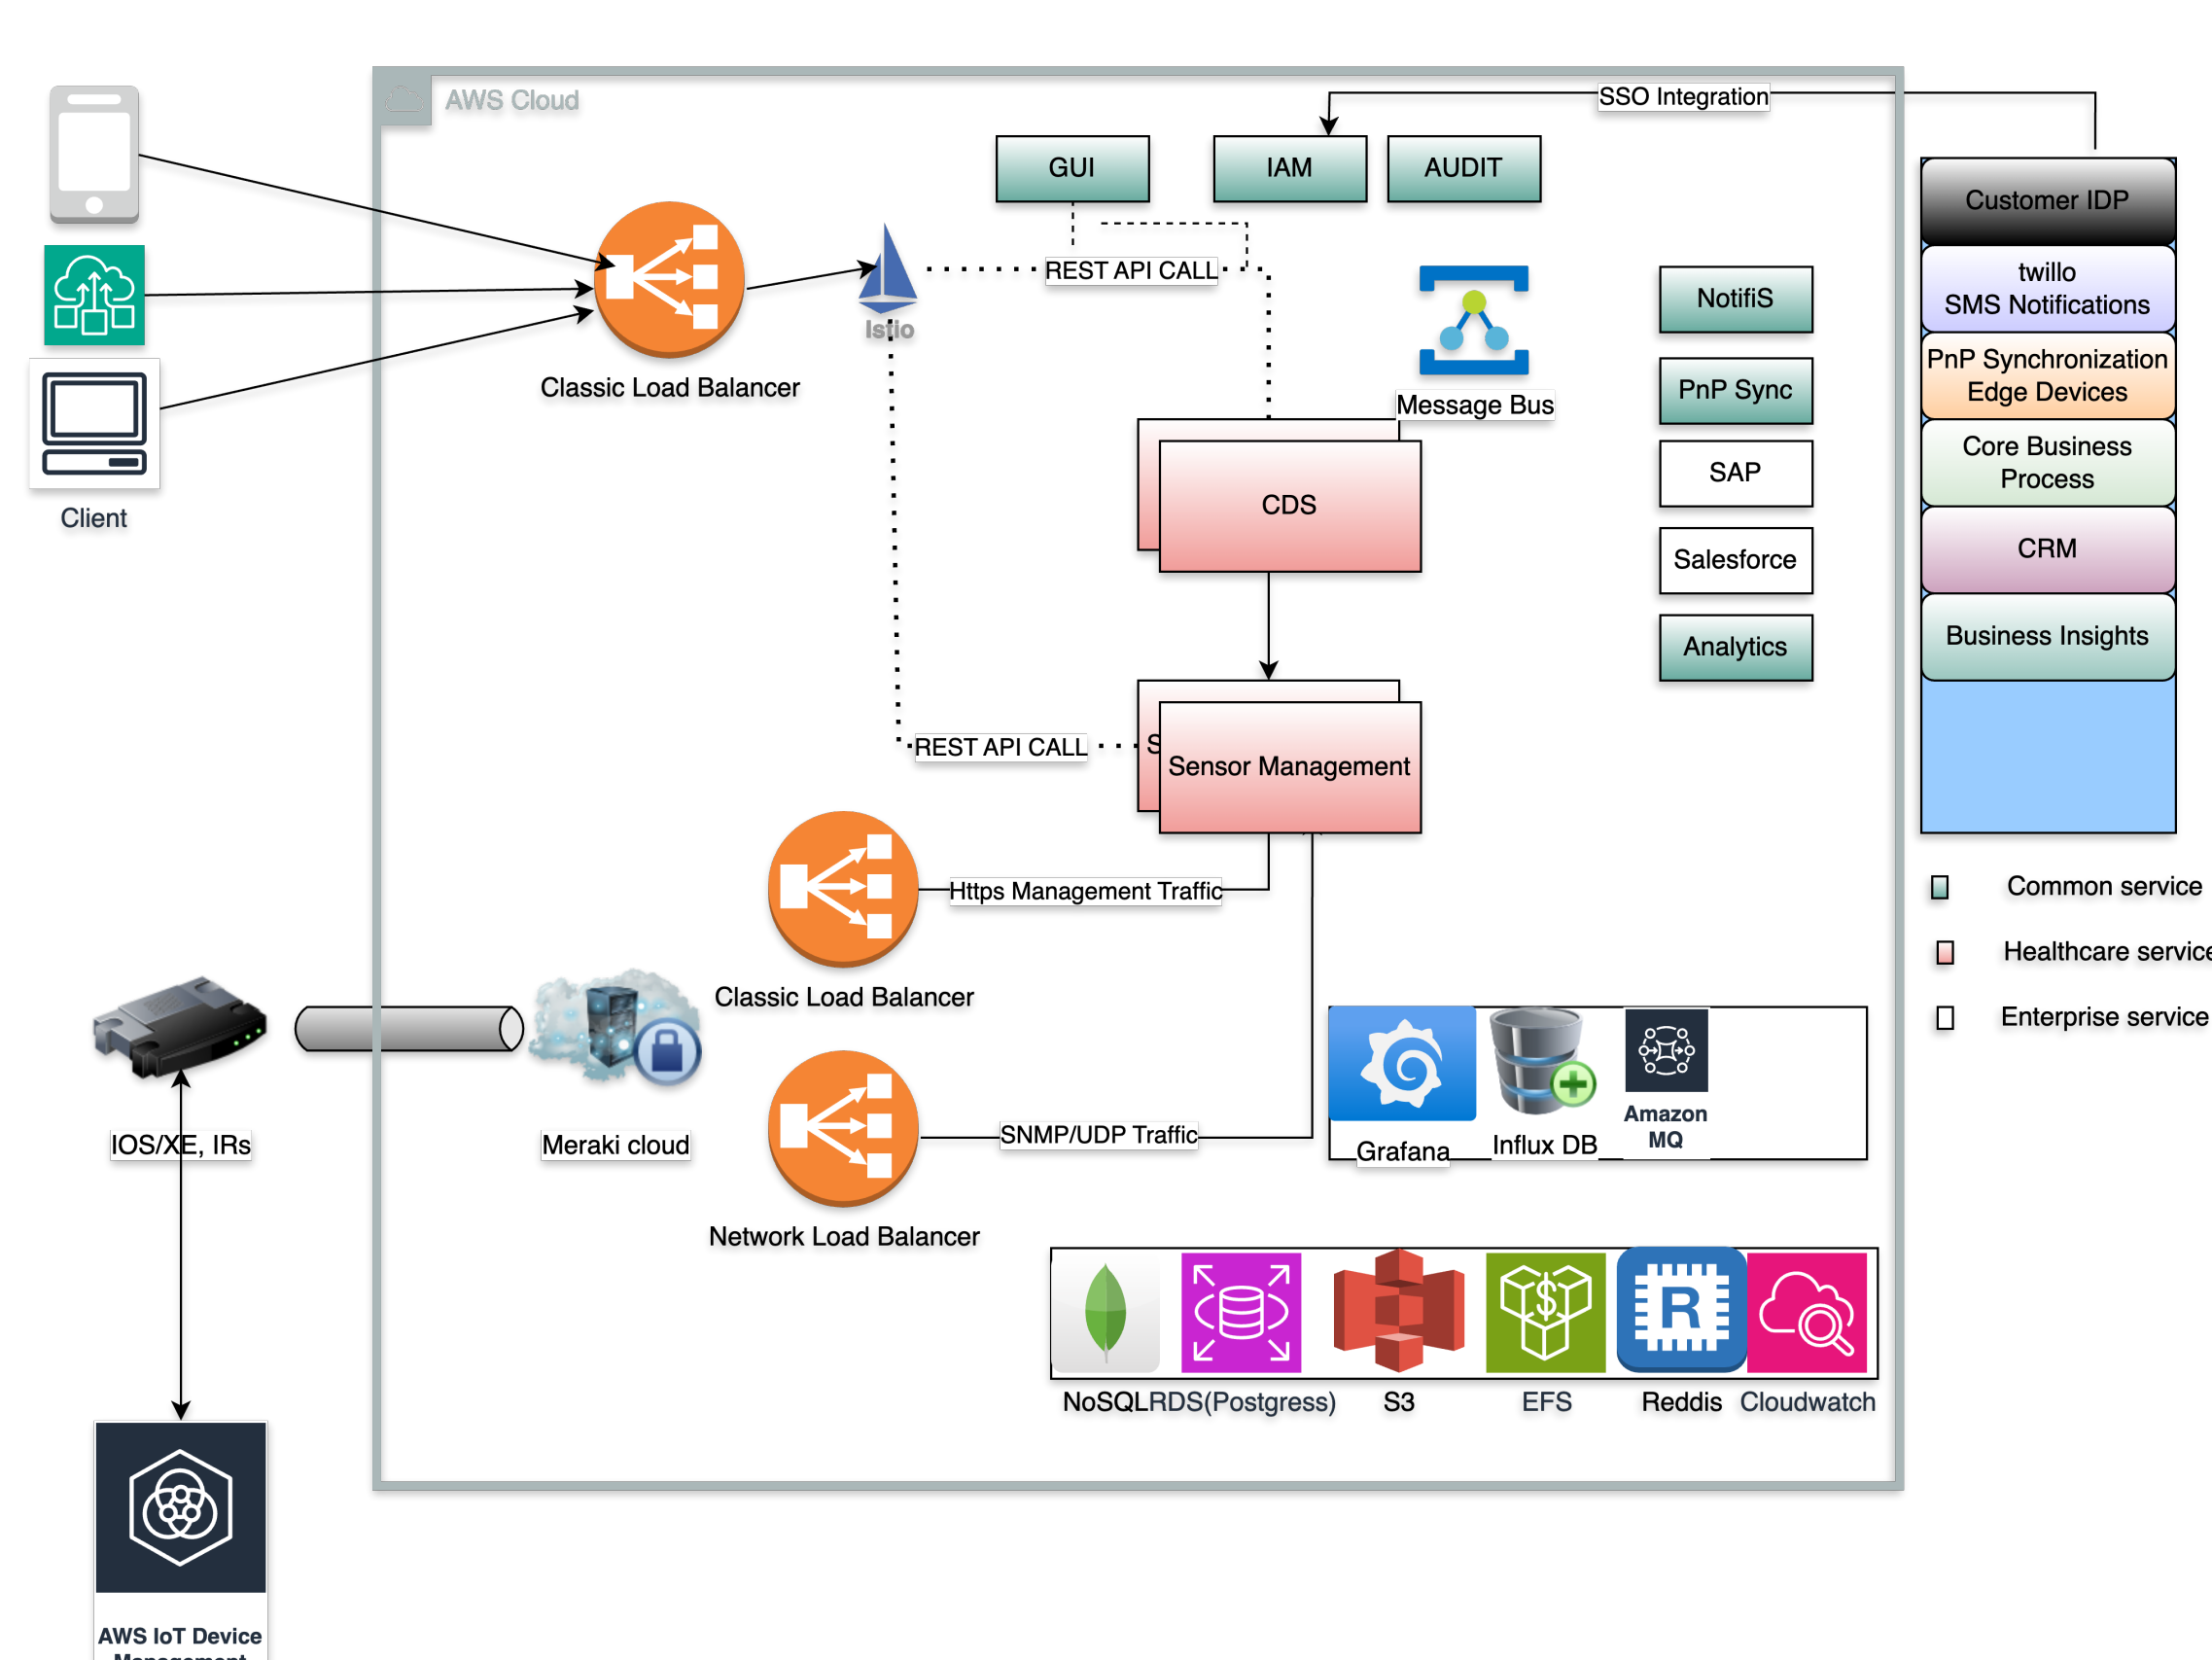 AWS Cloud
SSO Integration
GUI
IAM
AUDIT
Customer IDP
twillo
SMS Notifications
PnP Synchronization
Edge Devices
Core Business
Process
CRM
Business Insights
REST API CALL
Istio
Classic Load Balancer
Client
Message Bus
NotifiS
PnP Sync
SAP
Salesforce
Analytics
CDS
REST API CALL
S
Sensor Management
Https Management Traffic
Classic Load Balancer
Common service
Healthcare service
Enterprise service
IOS/XE, IRs
Meraki cloud
SNMP/UDP Traffic
Network Load Balancer
Grafana
Influx DB
Amazon
MQ
R
NoSQL
RDS(Postgress)
S3
EFS
Reddis
Cloudwatch
AWS IoT Device
Management